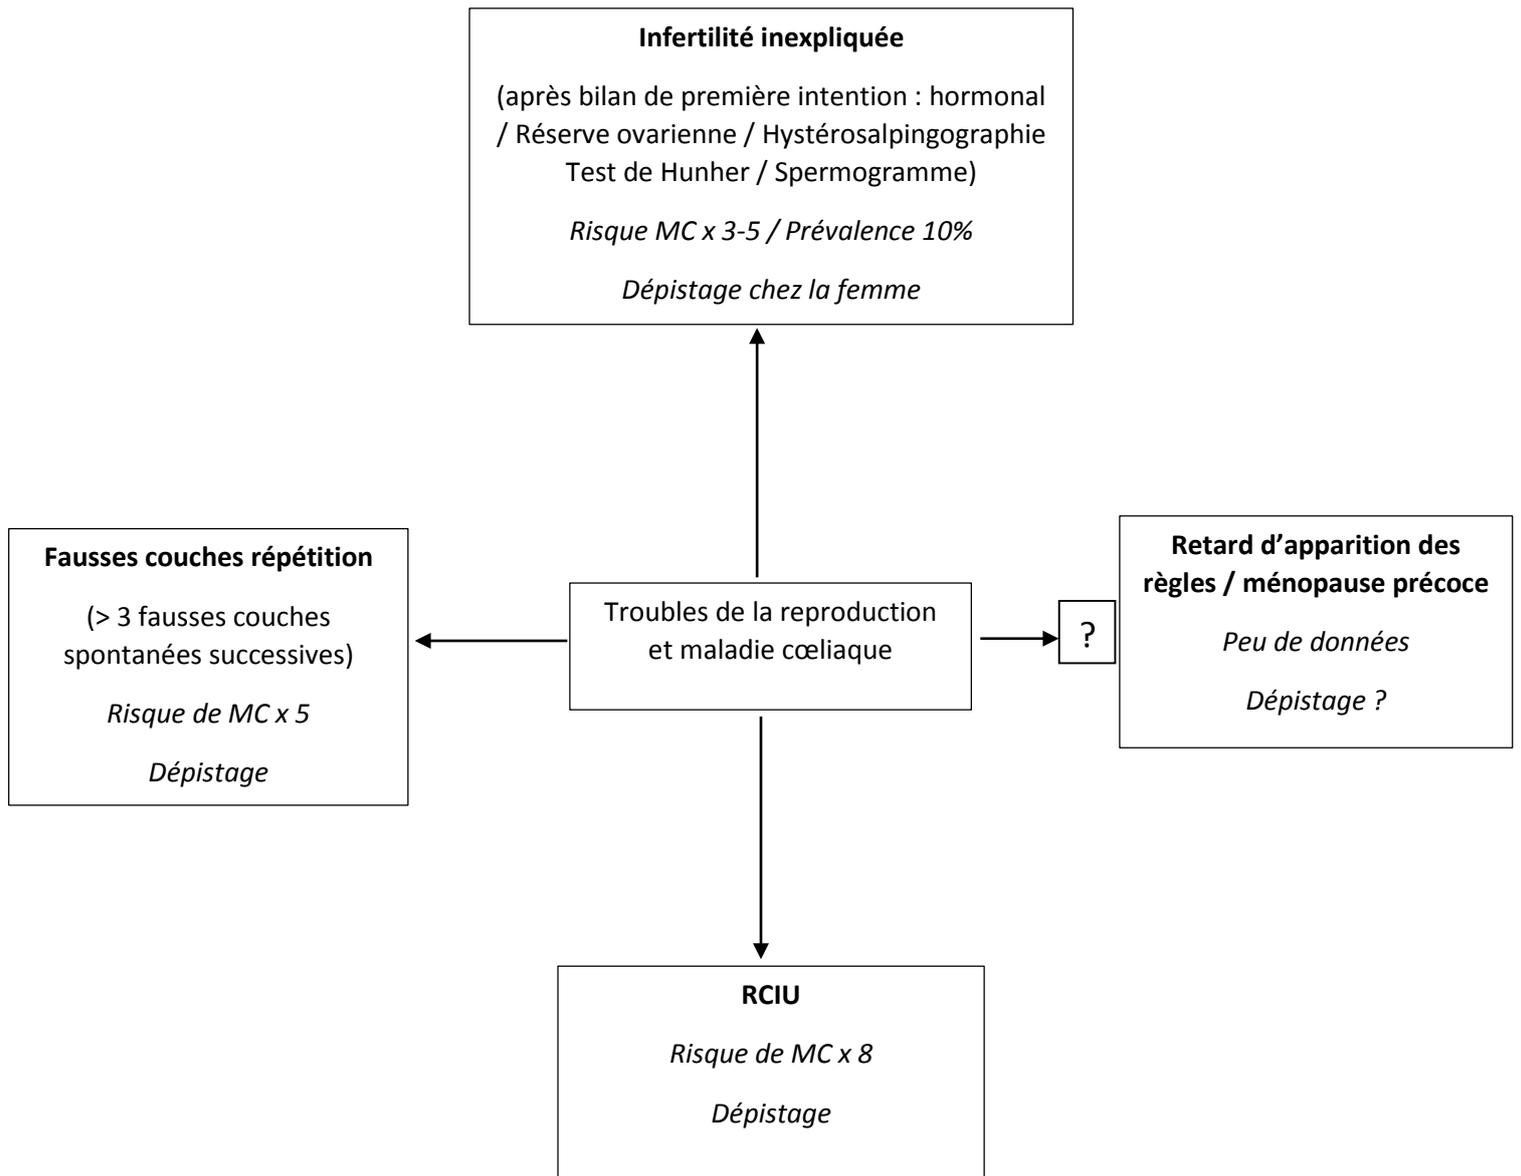 Infertilité inexpliquée
(après bilan de première intention : hormonal
/ Réserve ovarienne / Hystérosalpingographie
Test de Hunher / Spermogramme)
Risque MC x 3-5 / Prévalence 10%
Dépistage chez la femme
Fausses couches répétition
(> 3 fausses couches
spontanées successives)
Risque de MC x 5
Dépistage
Troubles de la reproduction
et maladie cœliaque
?
Retard d’apparition des
règles / ménopause précoce
Peu de données
Dépistage ?
RCIU
Risque de MC x 8
Dépistage